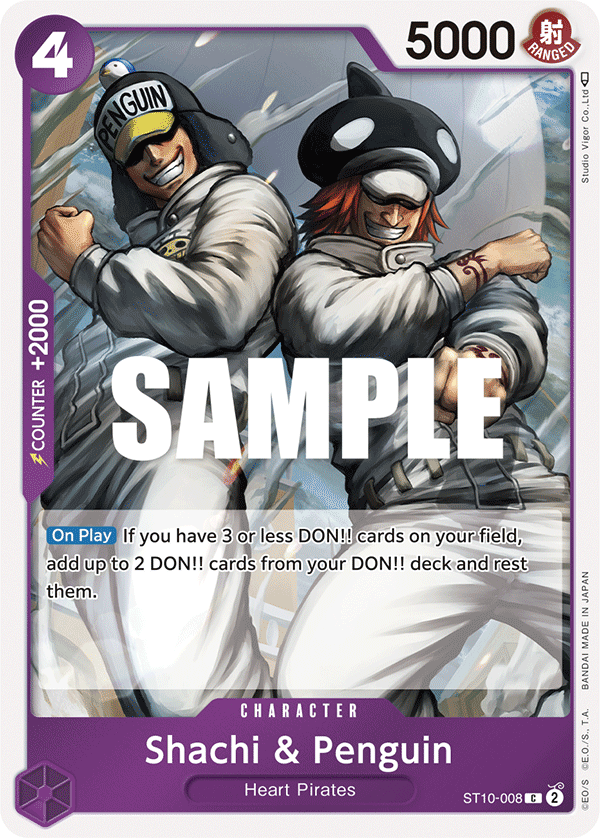 4
5000
射
RANGED
Studio Vigor Co.,Ltd
PENGUIN
COUNTER +2000
SAMPLE
On Play If you have 3 or less DON!! cards on your field,
add up to 2 DON!! cards from your DON!! deck and rest
them.
CHARACTER
Shachi & Penguin
Heart Pirates
ST10-008 C 2
©E.O/S ©E.O./S., T.A. BANDAI MADE IN JAPAN